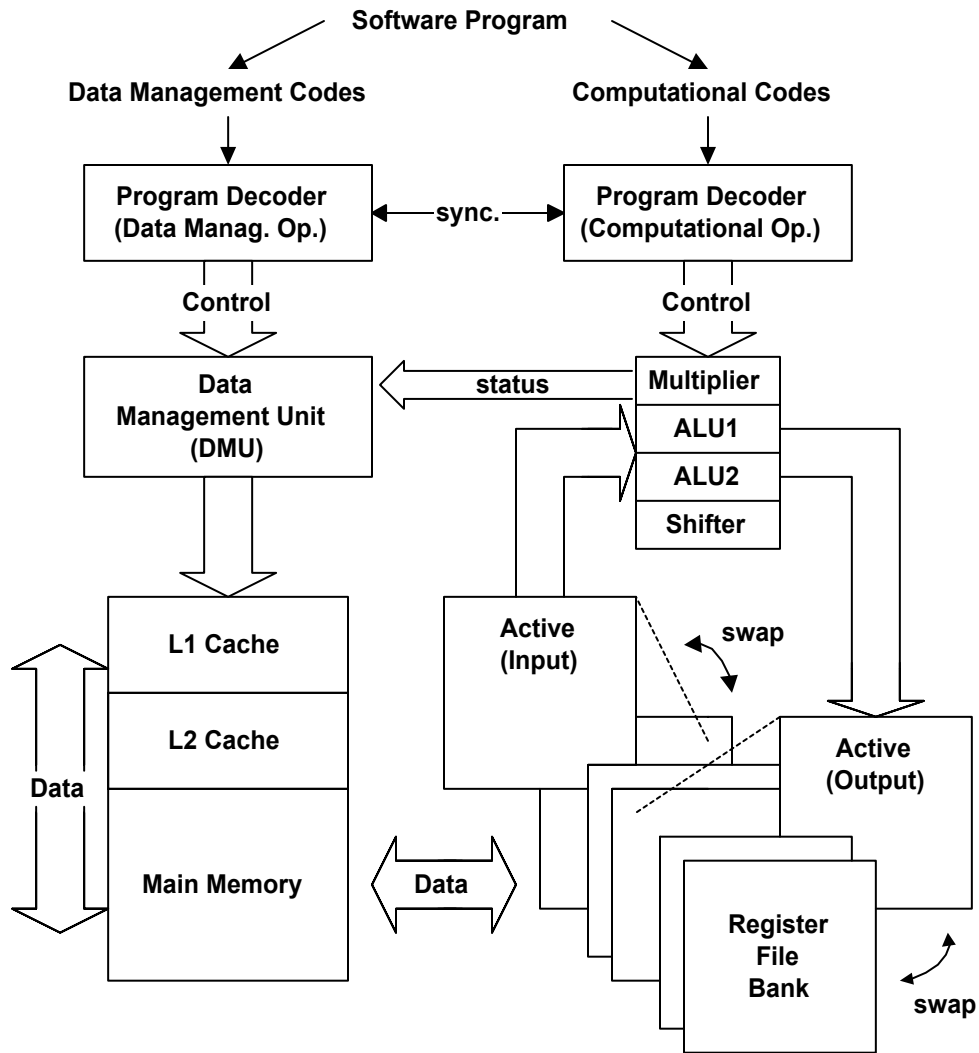 Software Program
Data Management Codes
Computational Codes
Program Decoder
(Data Manag. Op.)
sync.
Program Decoder
(Computational Op.)
Control
Control
Data
Management Unit
(DMU)
status
Multiplier
ALU1
ALU2
Shifter
L1 Cache
L2 Cache
Main Memory
Data
Data
Active
(Input)
swap
Active
(Output)
Register
File
Bank
swap